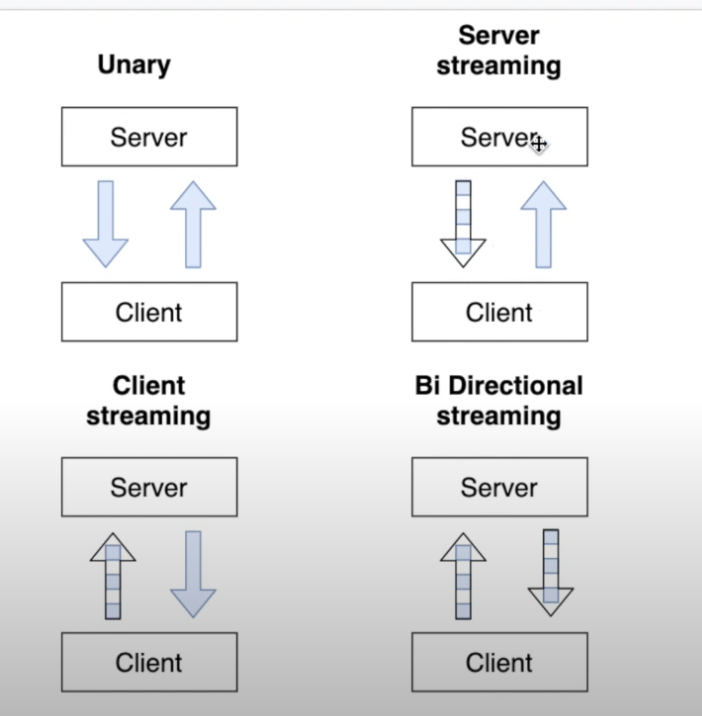 Unary
Server
Client
Server
streaming
Server
Client
Client
streaming
Server
Client
Bi Directional
streaming
Server
Client